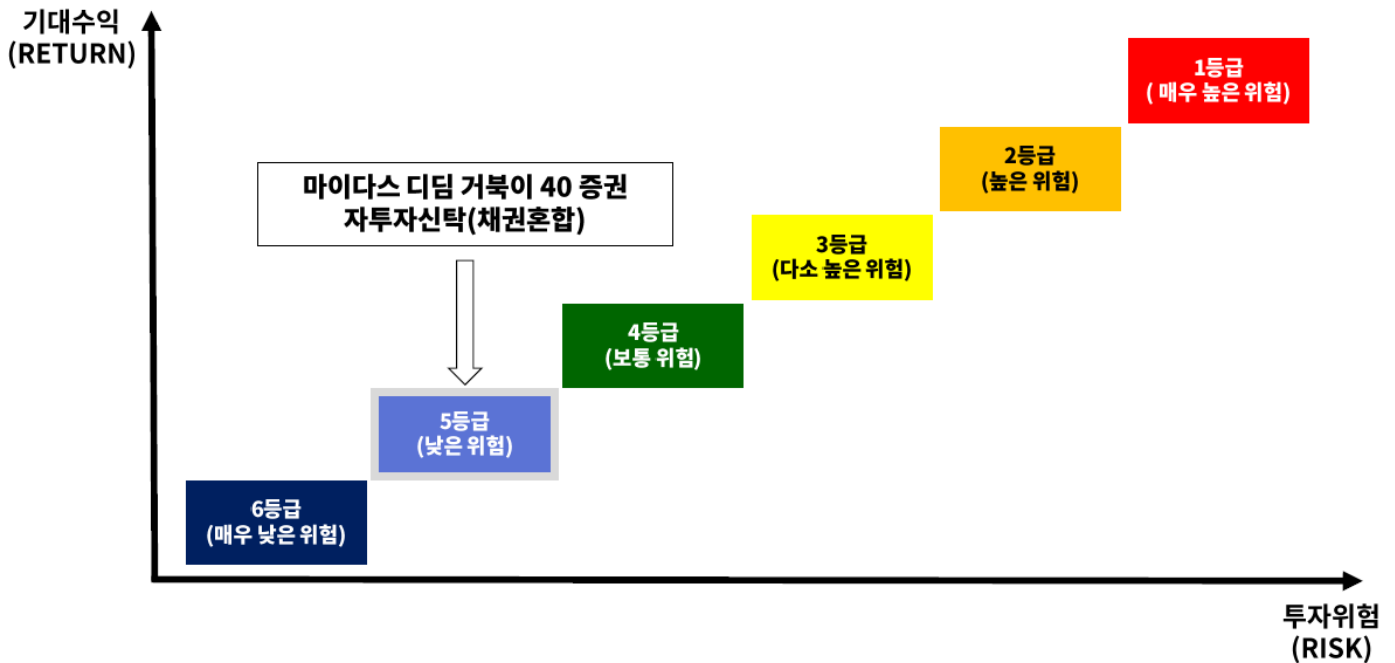 기대수익
(RETURN)
1등급
( 매우 높은 위험)
2등급
(높은 위험)
마이다스 디딤 거북이 40 증권
자투자신탁(채권혼합)
3등급
(다소 높은 위험)
4등급
(보통 위험)
5등급
(낮은 위험)
6등급
(매우 낮은 위험)
투자위험
(RISK)